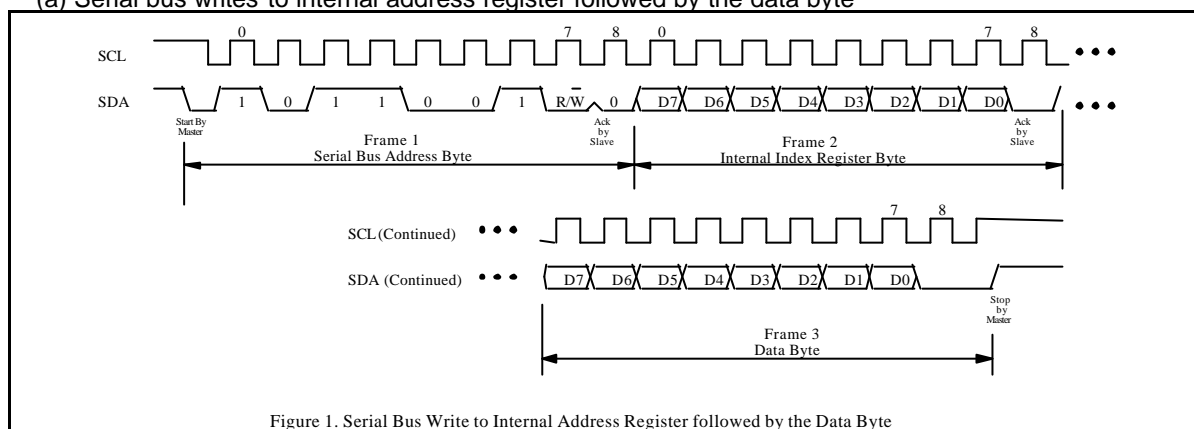 (a) Serial bus writes to internal address register followed by the data byte
0 7 8 0 7 8
SCL
SDA 1 0 1 1 0 0 1 R/W 0 D7 D6 D5 D4 D3 D2 D1 D0
Start By
Master
Ack
by
Slave
Ack
by
Slave
Frame 1
Serial Bus Address Byte
Frame 2
Internal Index Register Byte
7 8
SCL(Continued)
SDA (Continued) D7 D6 D5 D4 D3 D2 D1 D0
Stop
by
Master
Frame 3
Data Byte
Figure 1. Serial Bus Write to Internal Address Register followed by the Data Byte